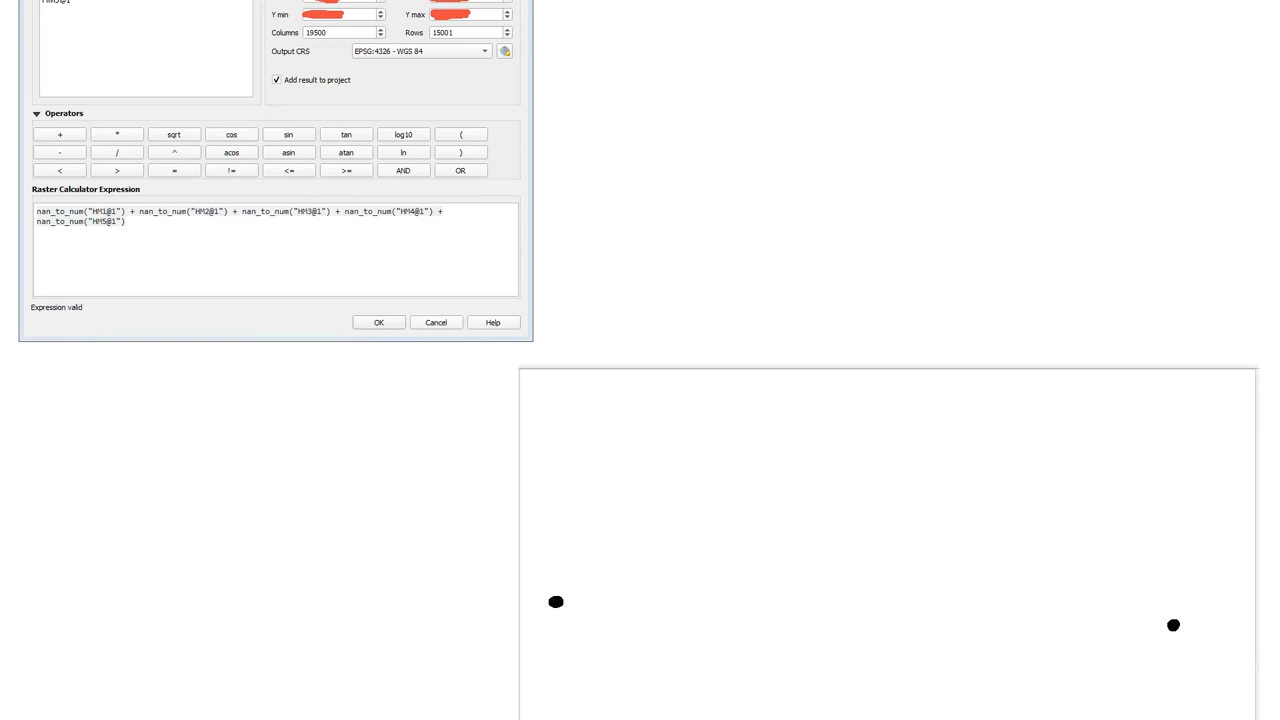 Y min
Y max
Columns 19500 Rows 15001
Output CRS EPSG:4326 - WGS 84
Add result to project
Operators
+ * sqrt cos sin tan log10 (
- / ^ acos asin atan ln )
< > = != <= >= AND OR
Raster Calculator Expression
nan_to_num("HM1@1") + nan_to_num("HM2@1") + nan_to_num("HM3@1") + nan_to_num("HM4@1") +
nan_to_num("HM5@1")
Expression valid
OK Cancel Help